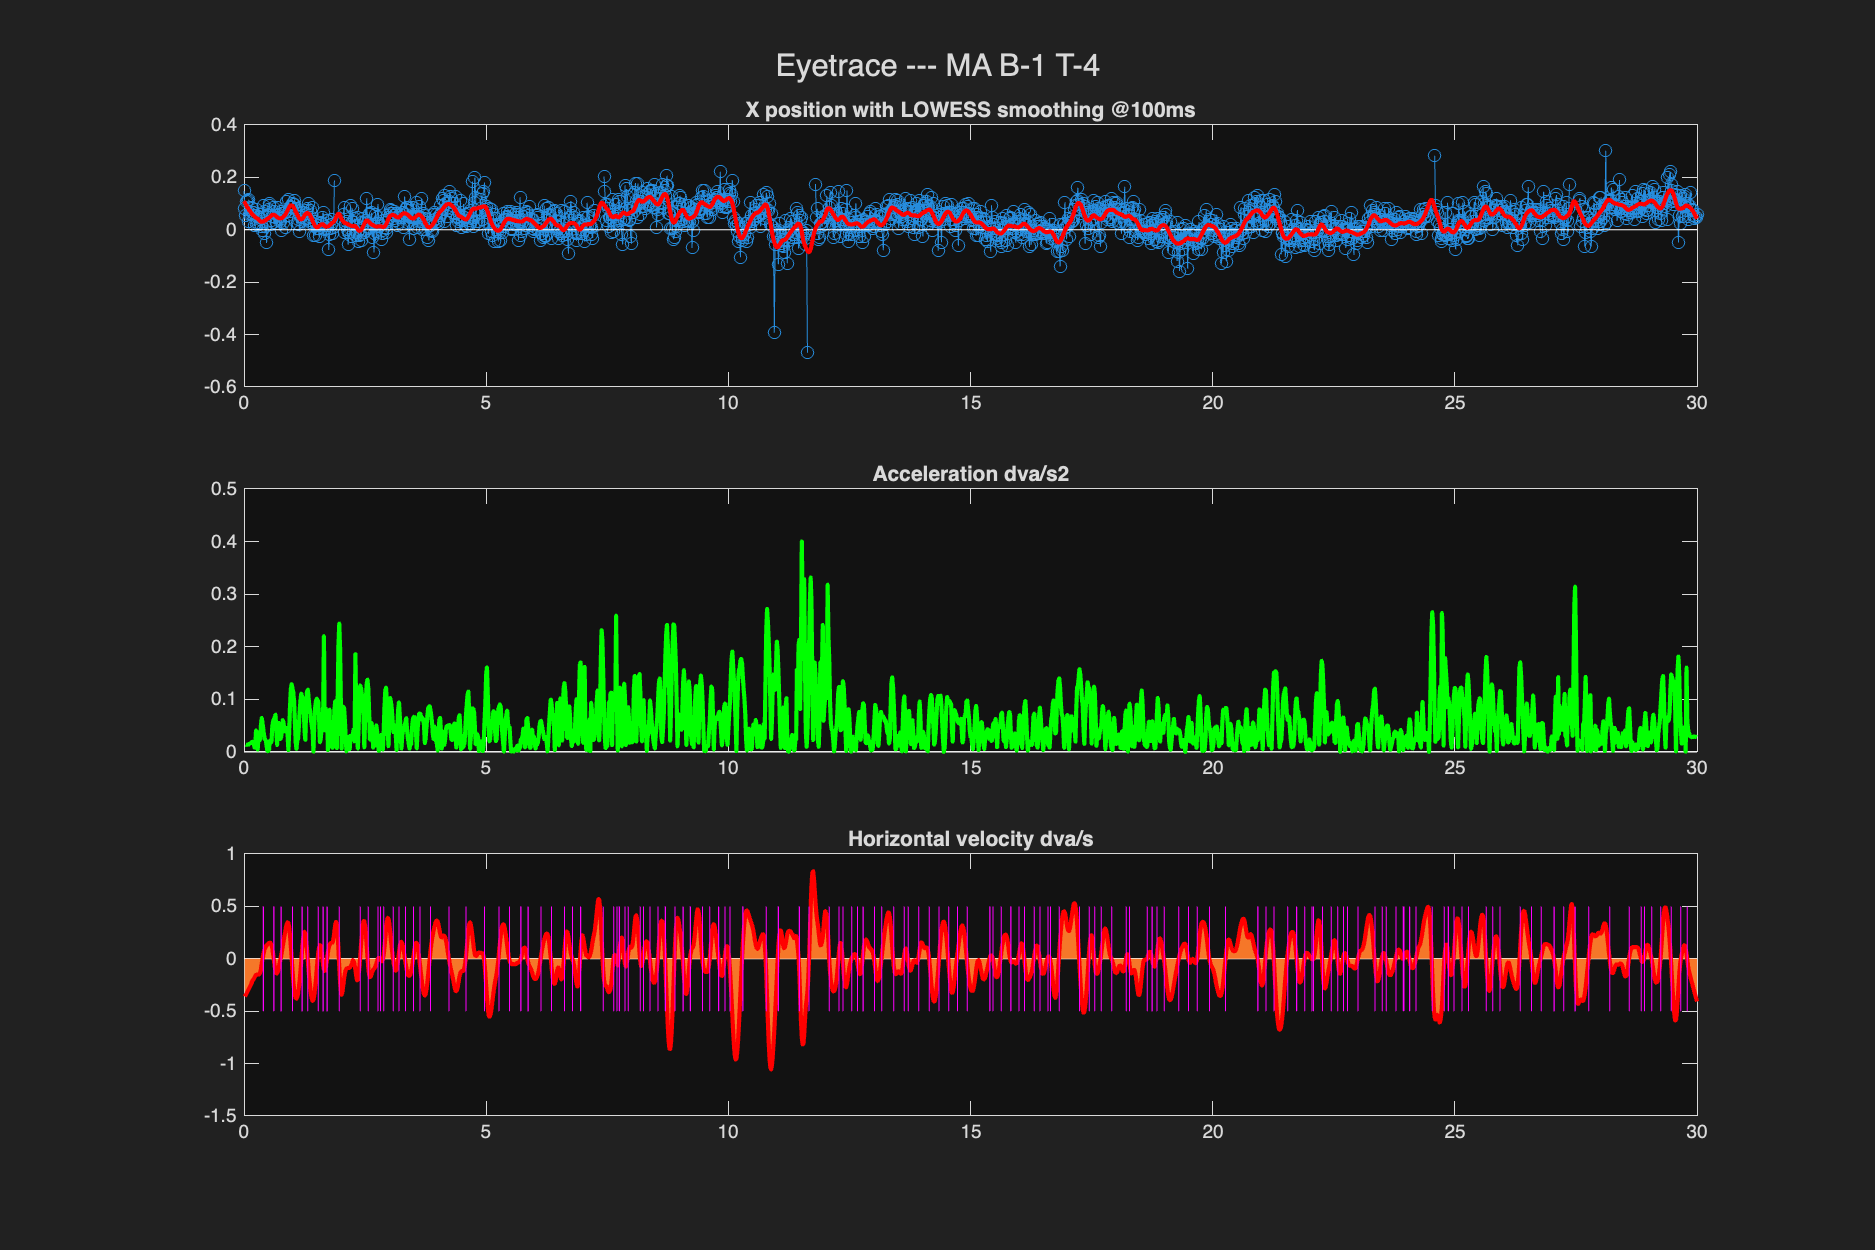 Eyetrace --- MA B-1 T-4
X position with LOWESS smoothing @100ms
0.4
0.2
0
-0.2
-0.4
-0.6
0 5 10 15 20 25 30
Acceleration dva/s2
0.5
0.4
0.3
0.2
0.1
0
0 5 10 15 20 25 30
Horizontal velocity dva/s
1
0.5
0
-0.5
-1
-1.5
0 5 10 15 20 25 30